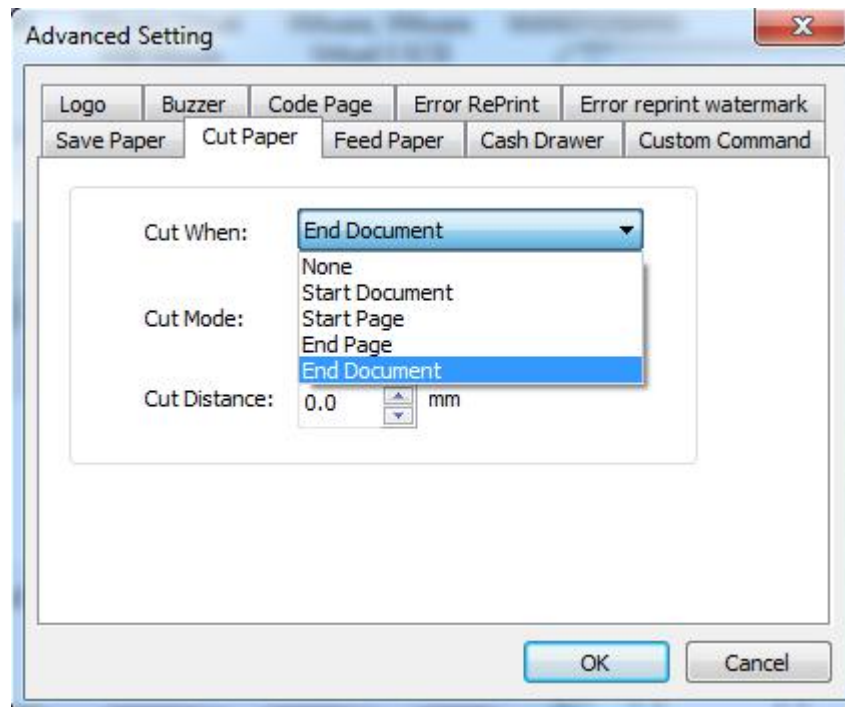 Advanced Setting
Logo Buzzer Code Page Error RePrint Error reprint watermark
Save Paper Cut Paper Feed Paper Cash Drawer Custom Command
Cut When: End Document
None
Start Document
Cut Mode: Start Page
End Page
End Document
Cut Distance: 0.0 mm
OK Cancel